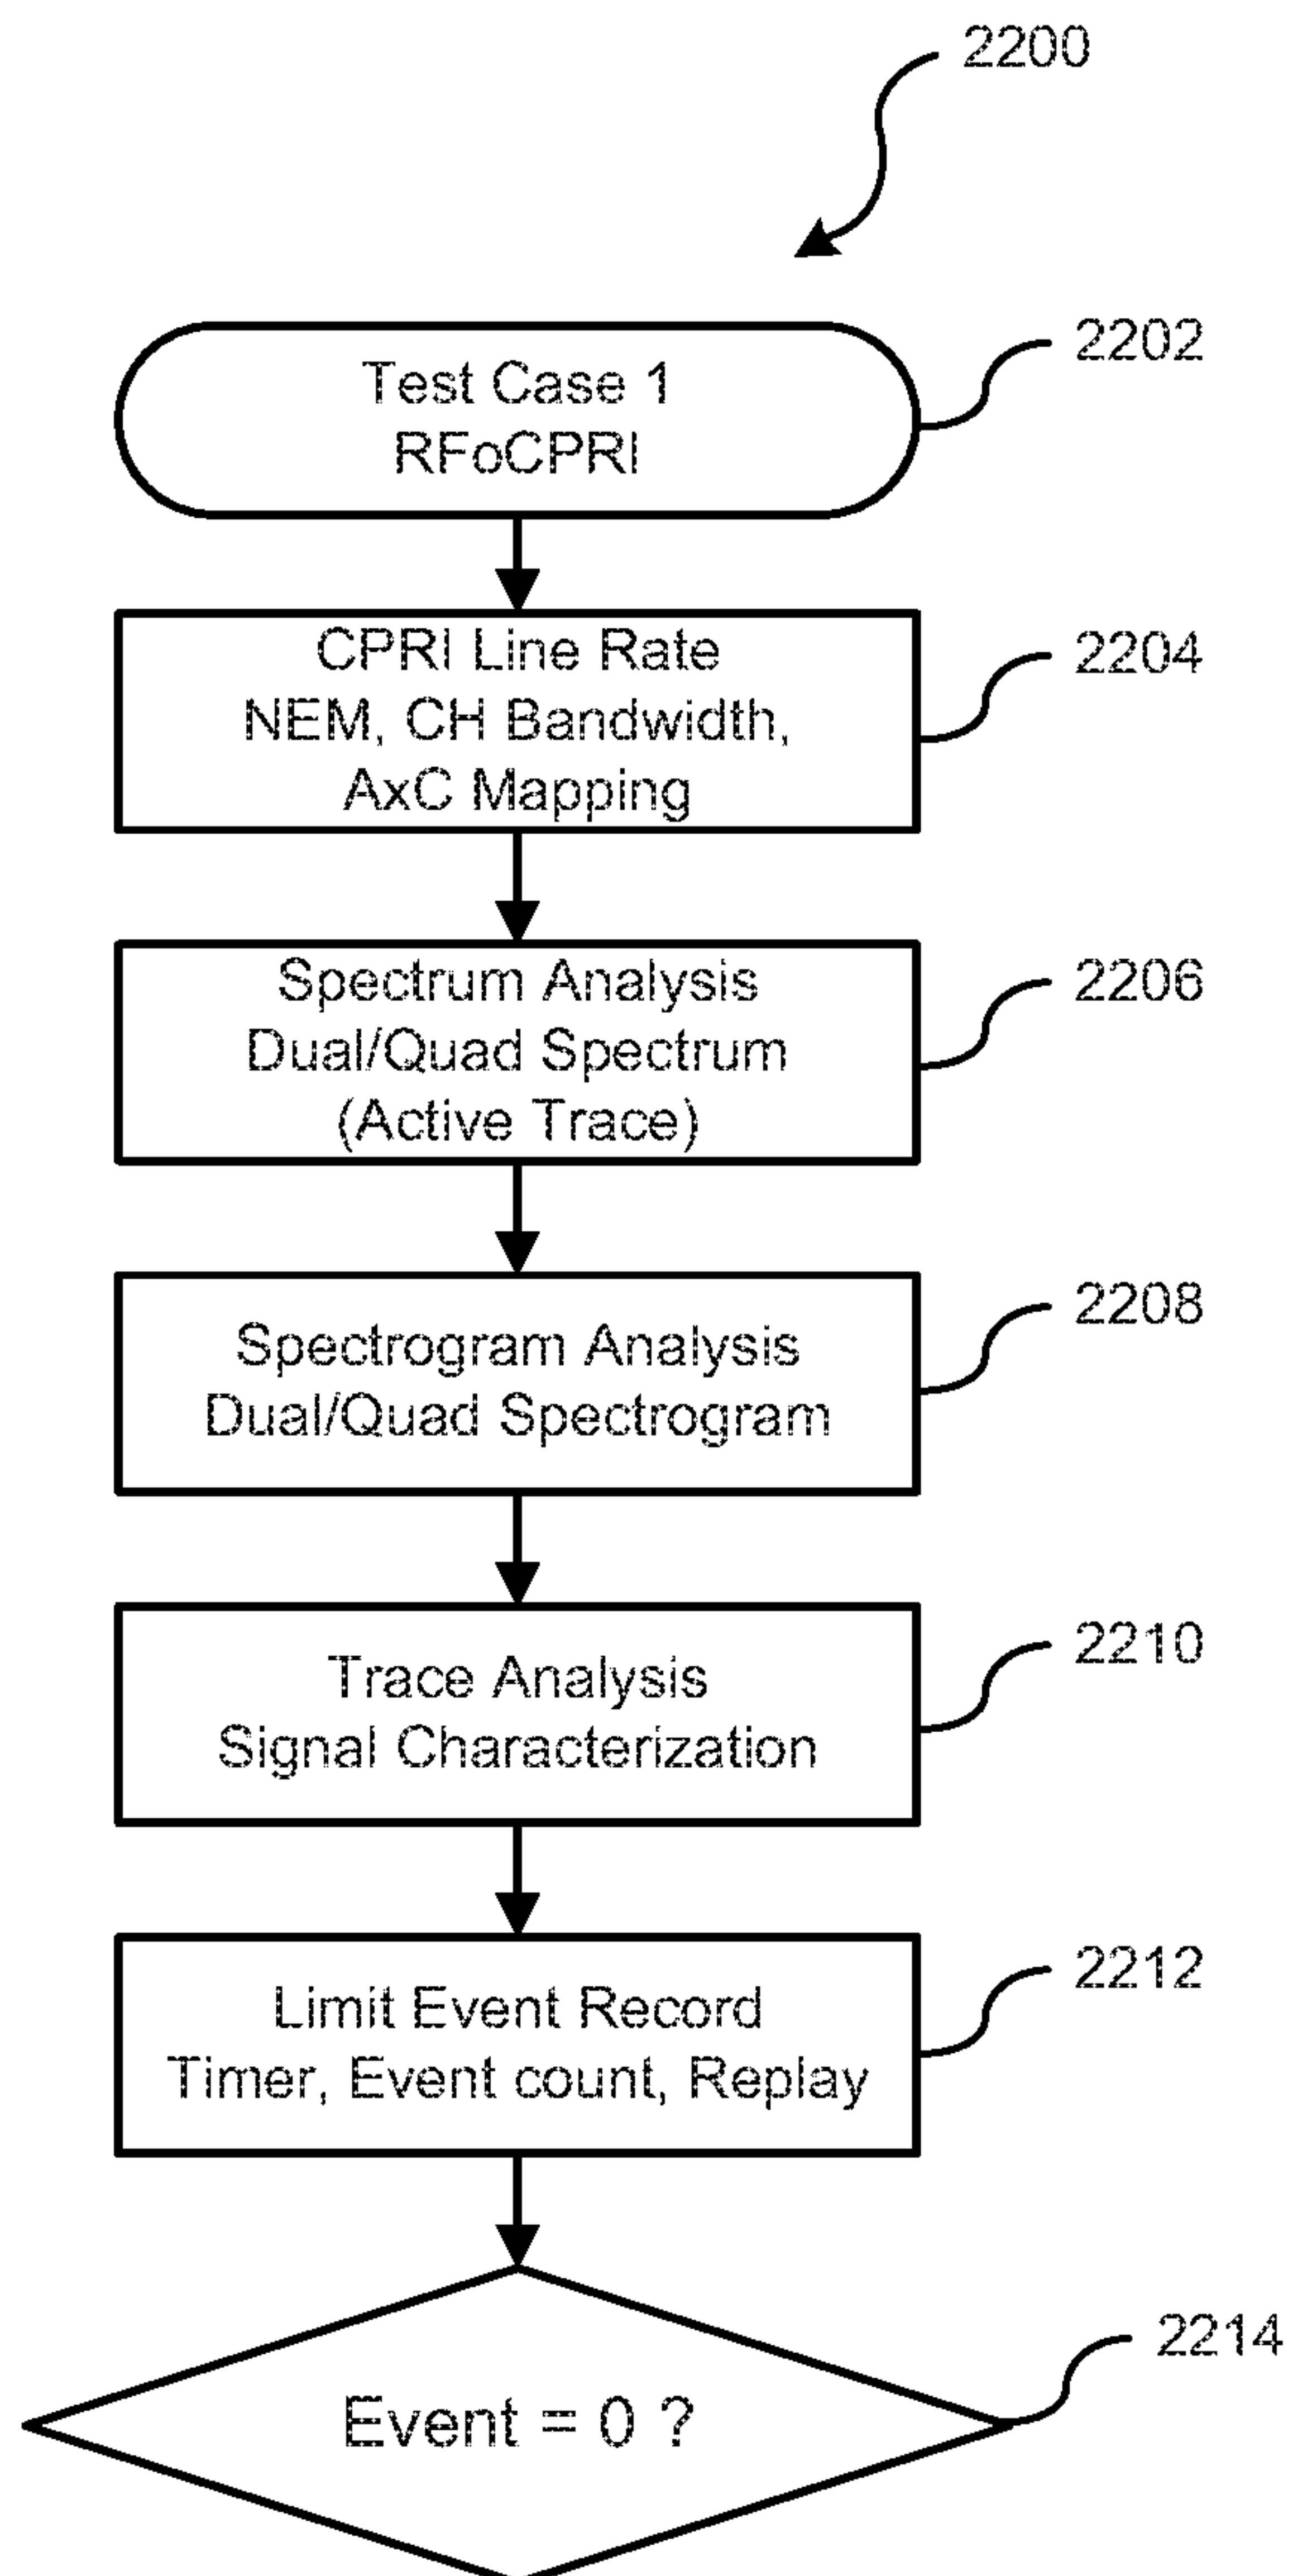 2200
Test Case 1
RFoCPRI
2202
CPRI Line Rate
NEM, CH Bandwidth,
AxC Mapping
2204
Spectrum Analysis
Dual/Quad Spectrum
(Active Trace)
2206
Spectrogram Analysis
Dual/Quad Spectrogram
2208
Trace Analysis
Signal Characterization
2210
Limit Event Record
Timer, Event count, Replay
2212
Event = 0 ?
2214